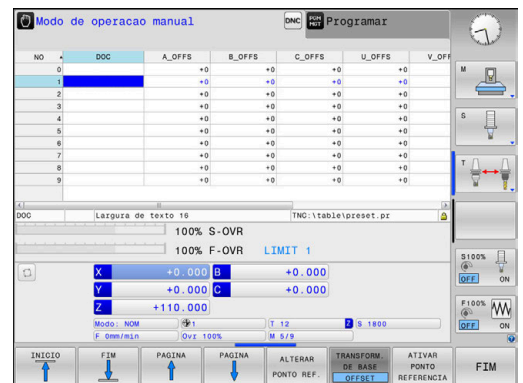 Modo de operacao manual
DNC
PGM MGT
Programar
NO DOC A_OFFS B_OFFS C_OFFS U_OFFS V_OFF
0 +0 +0 +0 +0
1 +0 +0 +0 +0
2 +0 +0 +0 +0
3 +0 +0 +0 +0
4 +0 +0 +0 +0
5 +0 +0 +0 +0
6 +0 +0 +0 +0
7 +0 +0 +0 +0
8 +0 +0 +0 +0
9 +0 +0 +0 +0
DOC Largura de texto 16 TNC:\table\preset.pr
100% S-OVR
100% F-OVR LIMIT 1
X +0.000 B +0.000
Y +0.000 C +0.000
Z +110.000
Modo: NOM 1 T 12 Z S 1800
F 0mm/min Ovr 100% M 5/9
M
S
T
S100%
OFF ON
F100%
OFF ON
INICIO
FIM
PAGINA
PAGINA
ALTERAR
PONTO REF.
TRANSFORM.
DE BASE
OFFSET
ATIVAR
PONTO
REFERENCIA
FIM